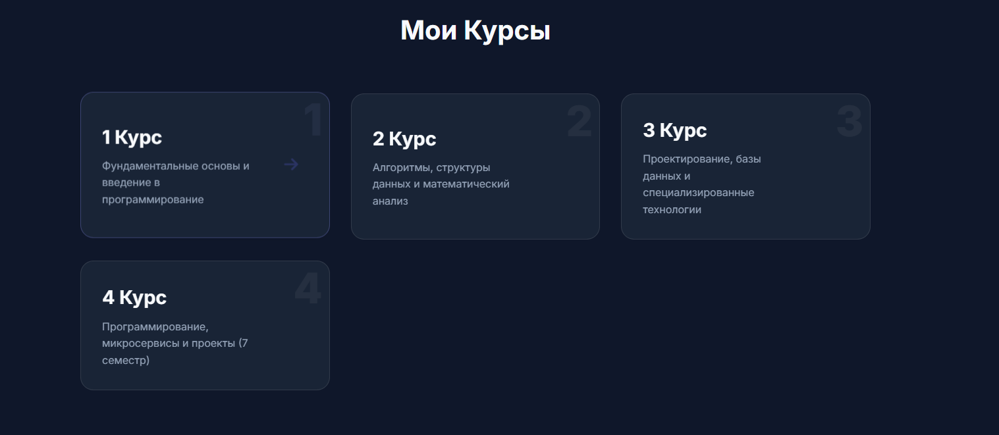 Мои Курсы
1
1 Курс
Фундаментальные основы и
введение в
программирование
2
2 Курс
Алгоритмы, структуры
данных и математический
анализ
3
3 Курс
Проектирование, базы
данных и
специализированные
технологии
4
4 Курс
Программирование,
микросервисы и проекты (7
семестр)